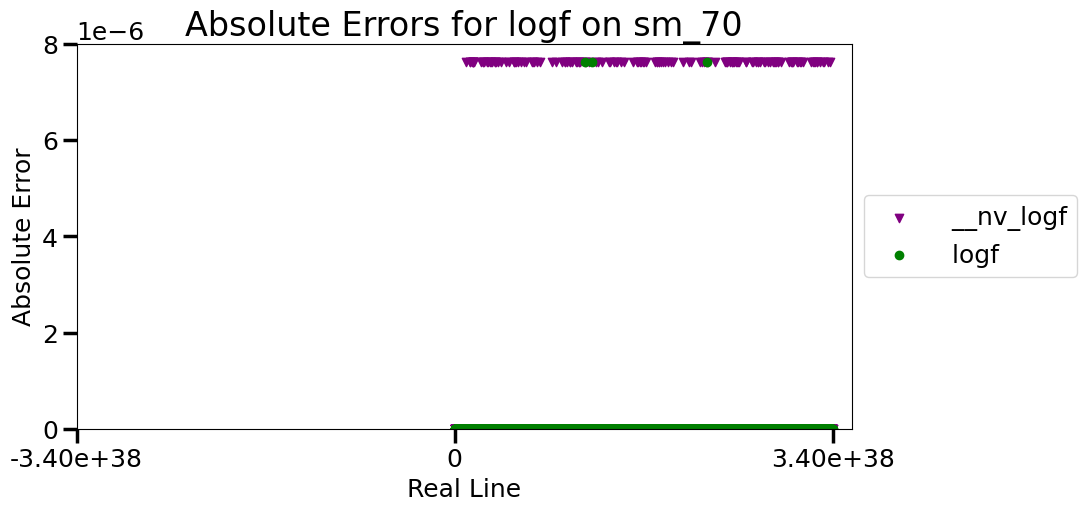 Absolute Errors for logf on sm_70
1e−6
8
6
4
2
0
Absolute Error
-3.40e+38
0
3.40e+38
Real Line
__nv_logf
logf